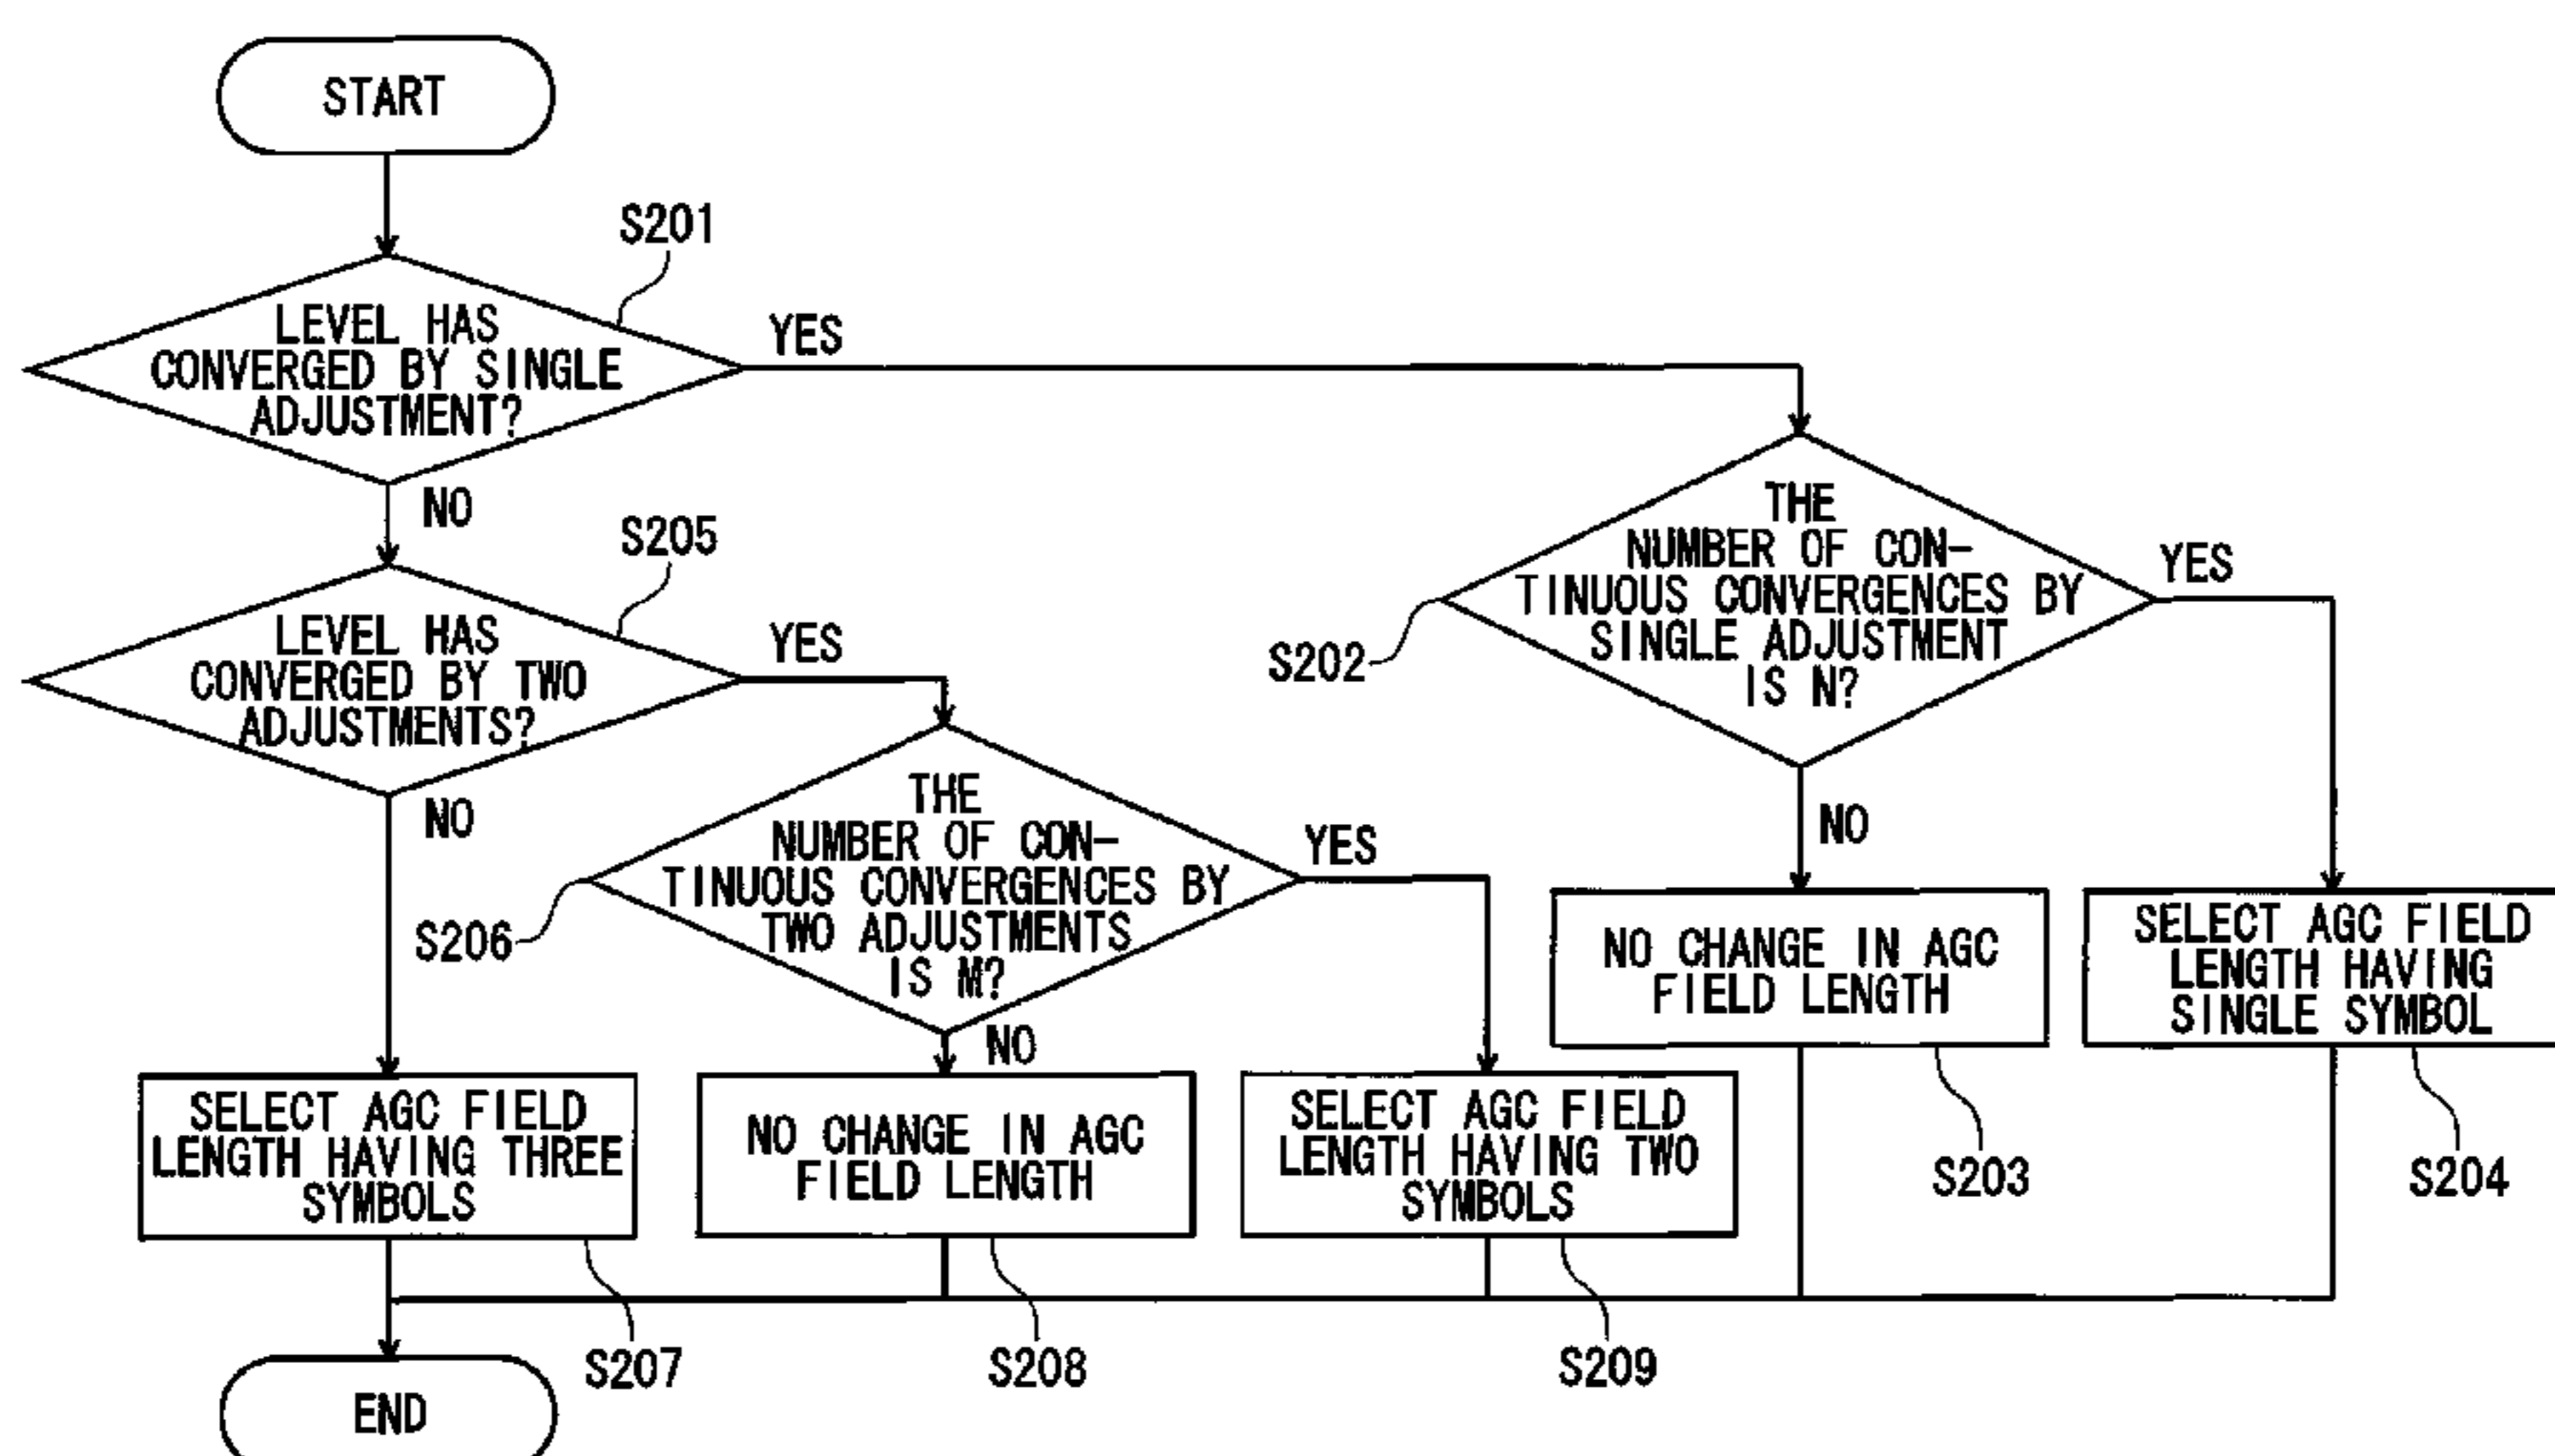 START
S201
LEVEL HAS
CONVERGED BY SINGLE
ADJUSTMENT?
YES
NO
S205
LEVEL HAS
CONVERGED BY TWO
ADJUSTMENTS?
YES
NO
THE
NUMBER OF CON-
TINUOUS CONVERGENCES BY
SINGLE ADJUSTMENT
IS N?
S202
YES
NO
THE
NUMBER OF CON-
TINUOUS CONVERGENCES BY
TWO ADJUSTMENTS
IS M?
S206
YES
NO
NO CHANGE IN AGC
FIELD LENGTH
S203
SELECT AGC FIELD
LENGTH HAVING
SINGLE SYMBOL
S204
SELECT AGC FIELD
LENGTH HAVING THREE
SYMBOLS
S207
NO CHANGE IN AGC
FIELD LENGTH
S208
SELECT AGC FIELD
LENGTH HAVING TWO
SYMBOLS
S209
END